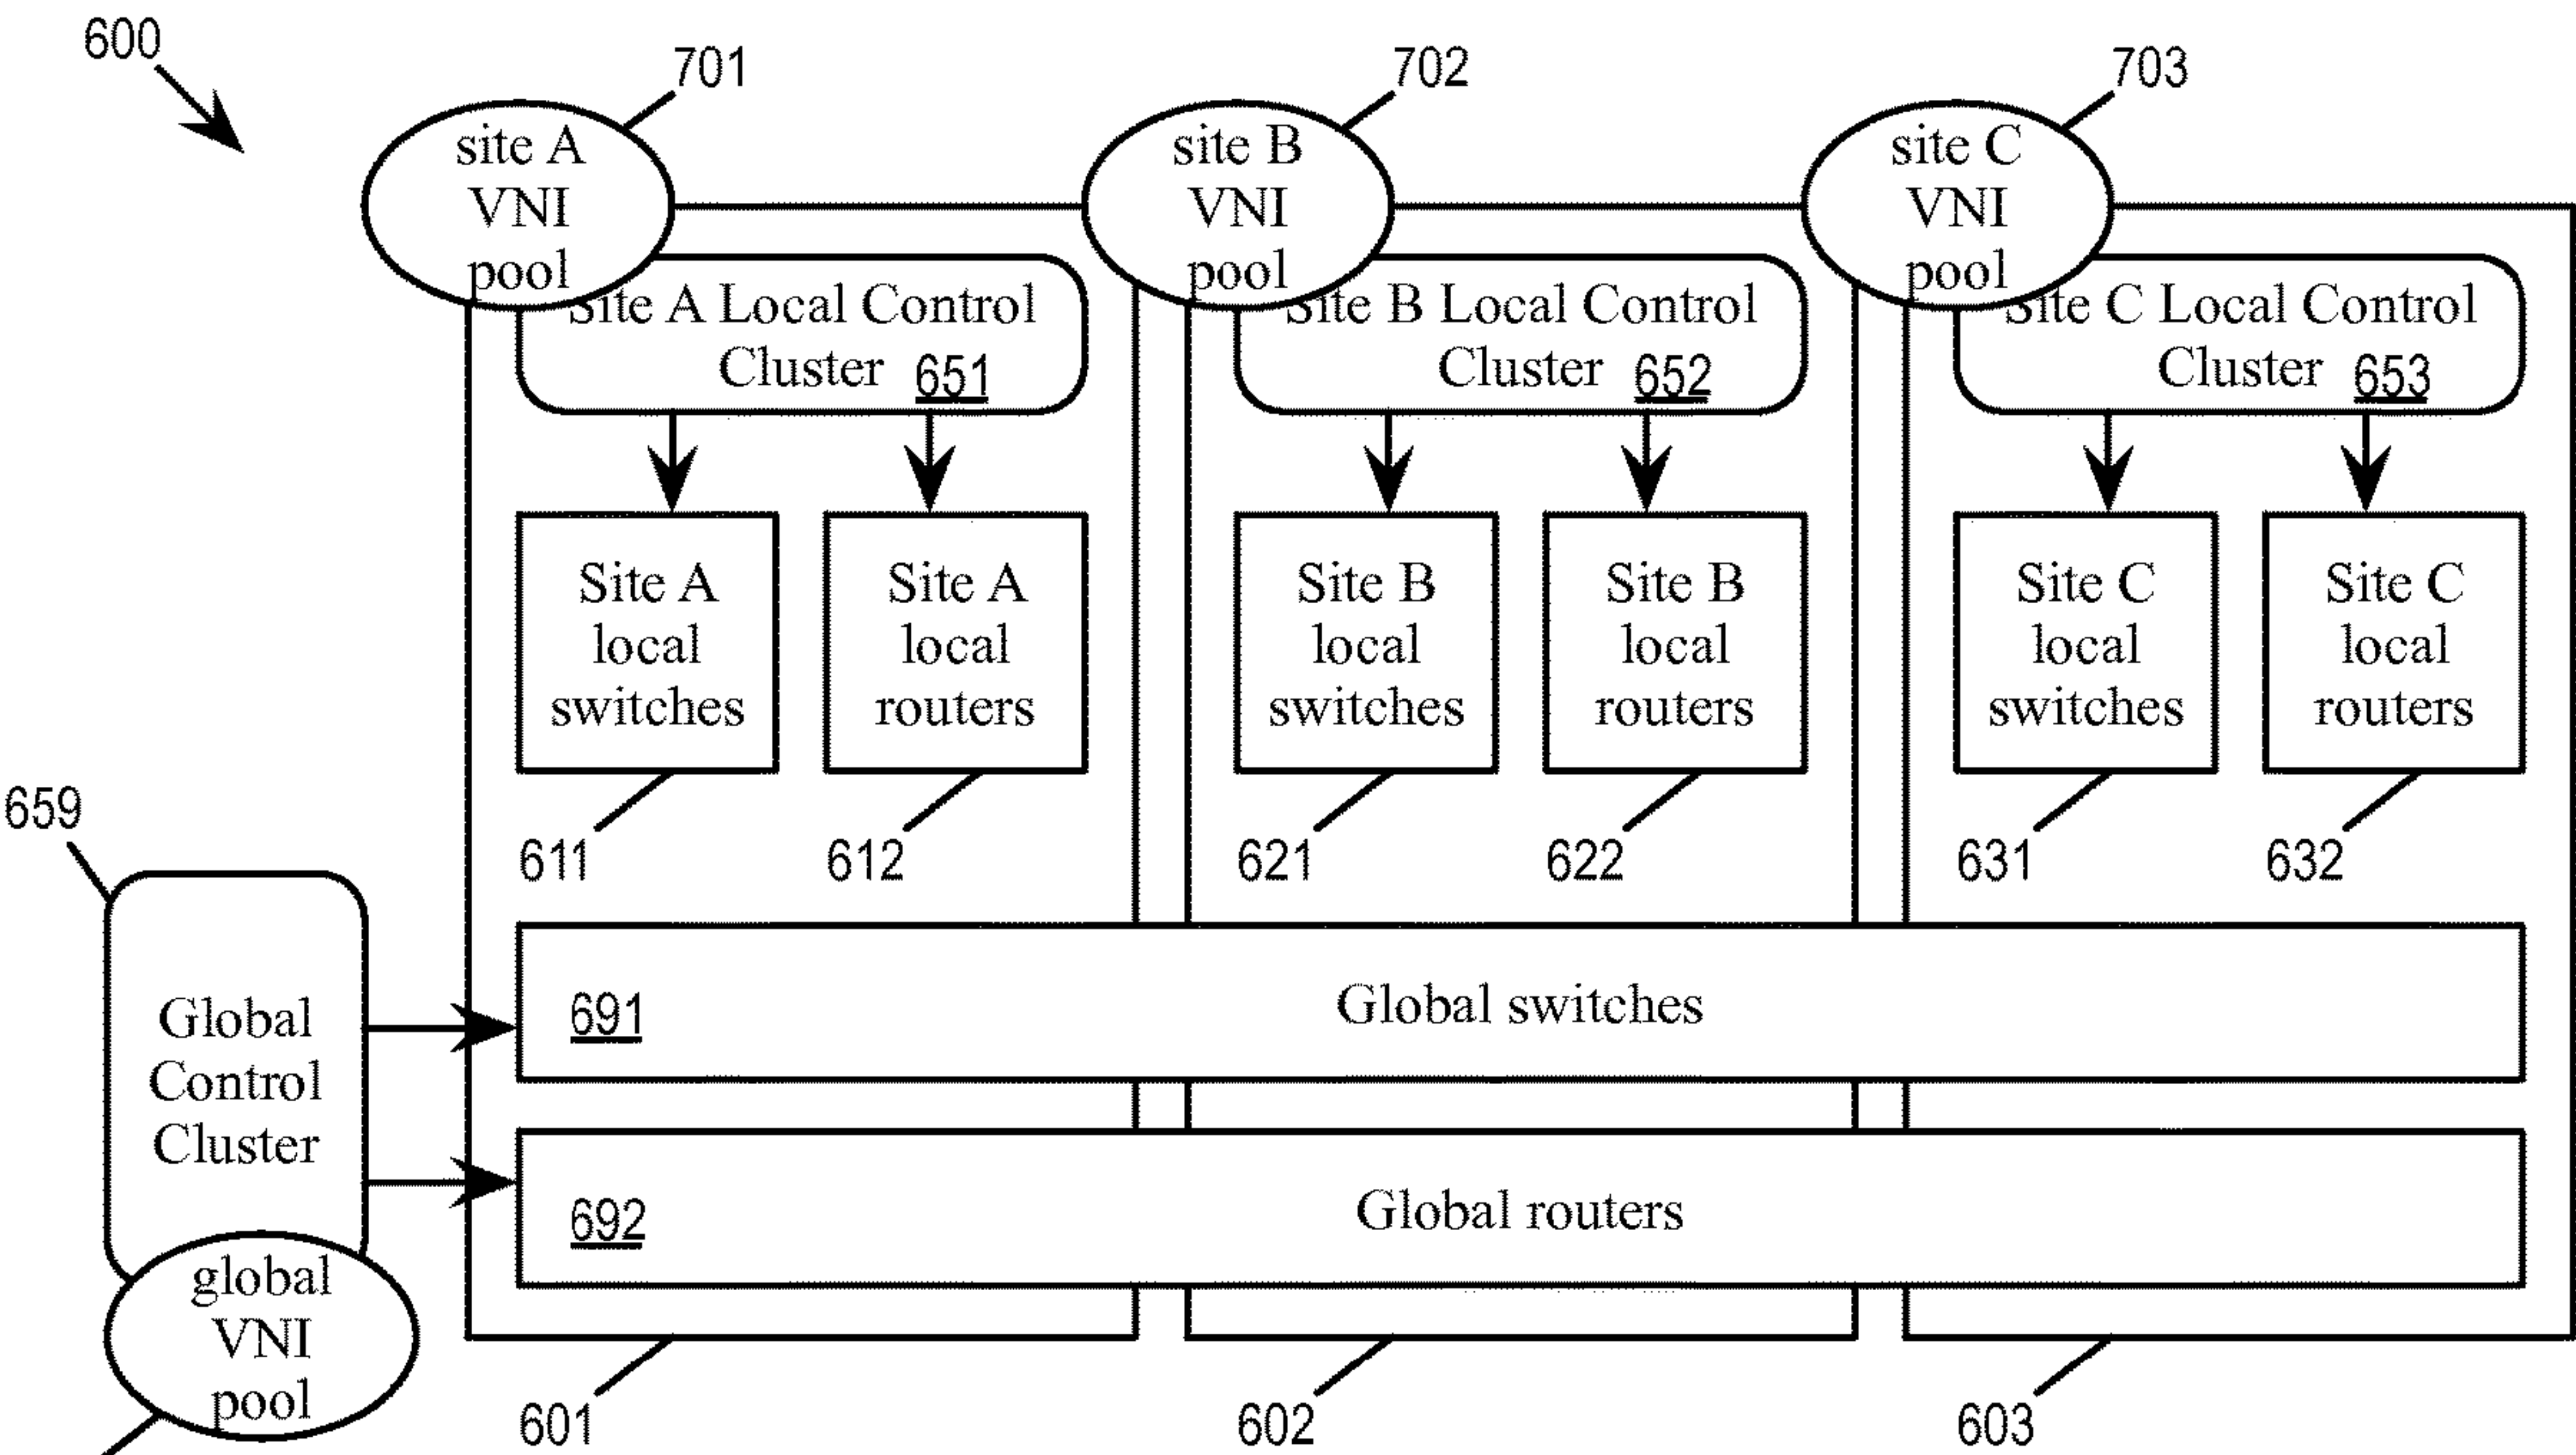 600
701
702
703
site A
VNI
pool
site B
VNI
pool
site C
VNI
pool
Site A Local Control
Cluster 651
Site B Local Control
Cluster 652
Site C Local Control
Cluster 653
Site A
local
switches
Site A
local
routers
Site B
local
switches
Site B
local
routers
Site C
local
switches
Site C
local
routers
611
612
621
622
631
632
659
Global
Control
Cluster
691
Global switches
692
Global routers
global
VNI
pool
601
602
603